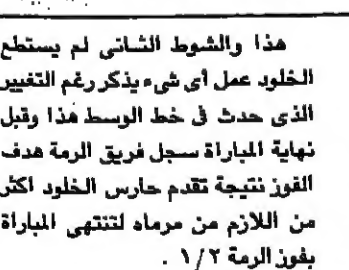 هذا والشوط الشانى لم يستطع
الخلود عمل أى شىء يذكر رغم التغيير
الذى حدث فى خط الوسط هذا وقبل
نهاية المباراة سجل فريق الرمة هدف
الفوز نتيجة تقدم حارس الخلود اكثر
من اللازم من مرماه لتنتهى المباراة
بفوز الرمة ١/٢ .